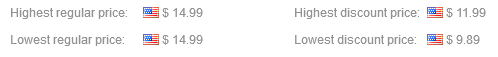 Highest regular price: $ 14.99 Highest discount price: $ 11.99
Lowest regular price: $ 14.99 Lowest discount price: $ 9.89